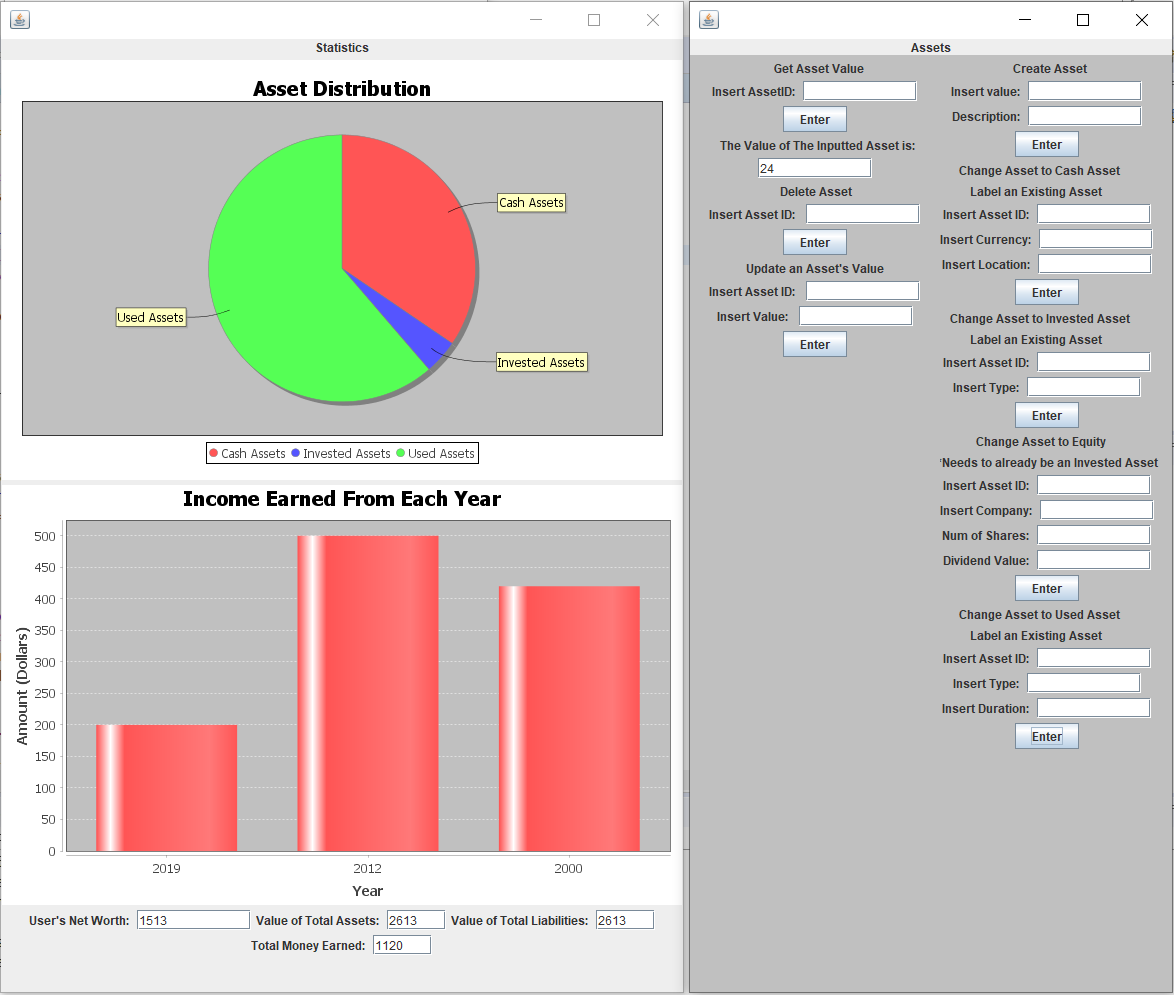 Statistics
Asset Distribution
Cash Assets
Used Assets
Invested Assets
Cash Assets Invested Assets Used Assets
Income Earned From Each Year
Amount (Dollars)
500
450
400
350
300
250
200
150
100
50
0
2019 2012 2000
Year
User's Net Worth: 1513 Value of Total Assets: 2613 Value of Total Liabilities: 2613
Total Money Earned: 1120
Assets
Get Asset Value
Insert AssetID:
Enter
The Value of The Inputted Asset is:
24
Delete Asset
Insert Asset ID:
Enter
Update an Asset's Value
Insert Asset ID:
Insert Value:
Enter
Create Asset
Insert value:
Description:
Enter
Change Asset to Cash Asset
Label an Existing Asset
Insert Asset ID:
Insert Currency:
Insert Location:
Enter
Change Asset to Invested Asset
Label an Existing Asset
Insert Asset ID:
Insert Type:
Enter
Change Asset to Equity
*Needs to already be an Invested Asset
Insert Asset ID:
Insert Company:
Num of Shares:
Dividend Value:
Enter
Change Asset to Used Asset
Label an Existing Asset
Insert Asset ID:
Insert Type:
Insert Duration:
Enter